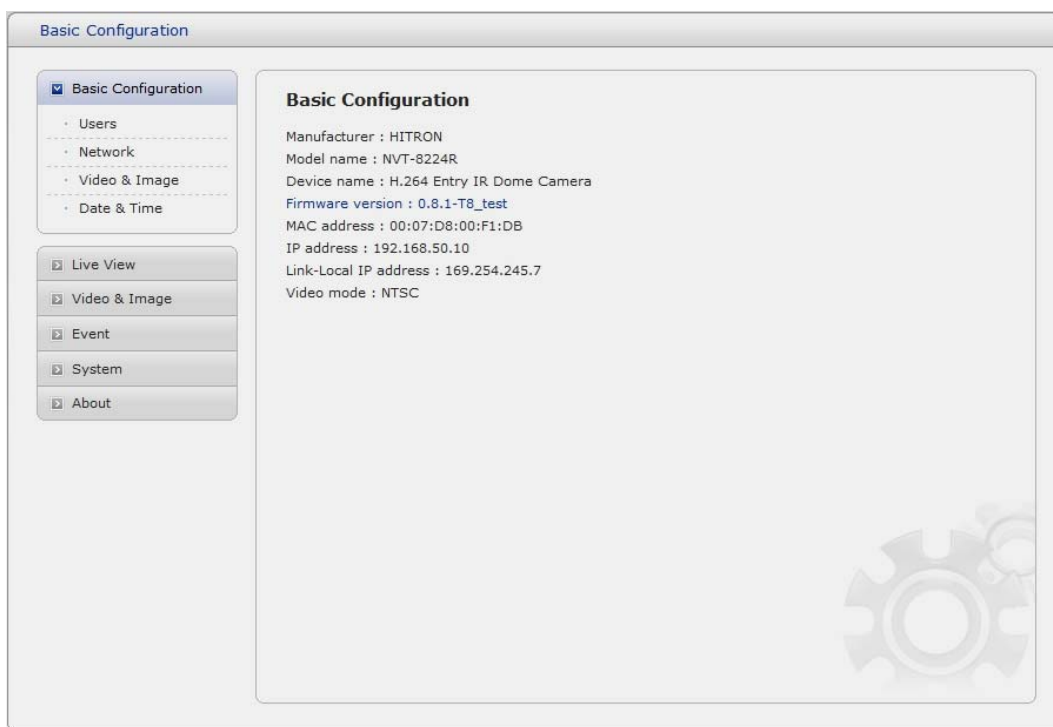 Basic Configuration
Basic Configuration
Users
Network
Video & Image
Date & Time
Live View
Video & Image
Event
System
About
Basic Configuration
Manufacturer : HITRON
Model name : NVT-8224R
Device name : H.264 Entry IR Dome Camera
Firmware version : 0.8.1-T8_test
MAC address : 00:07:D8:00:F1:DB
IP address : 192.168.50.10
Link-Local IP address : 169.254.245.7
Video mode : NTSC